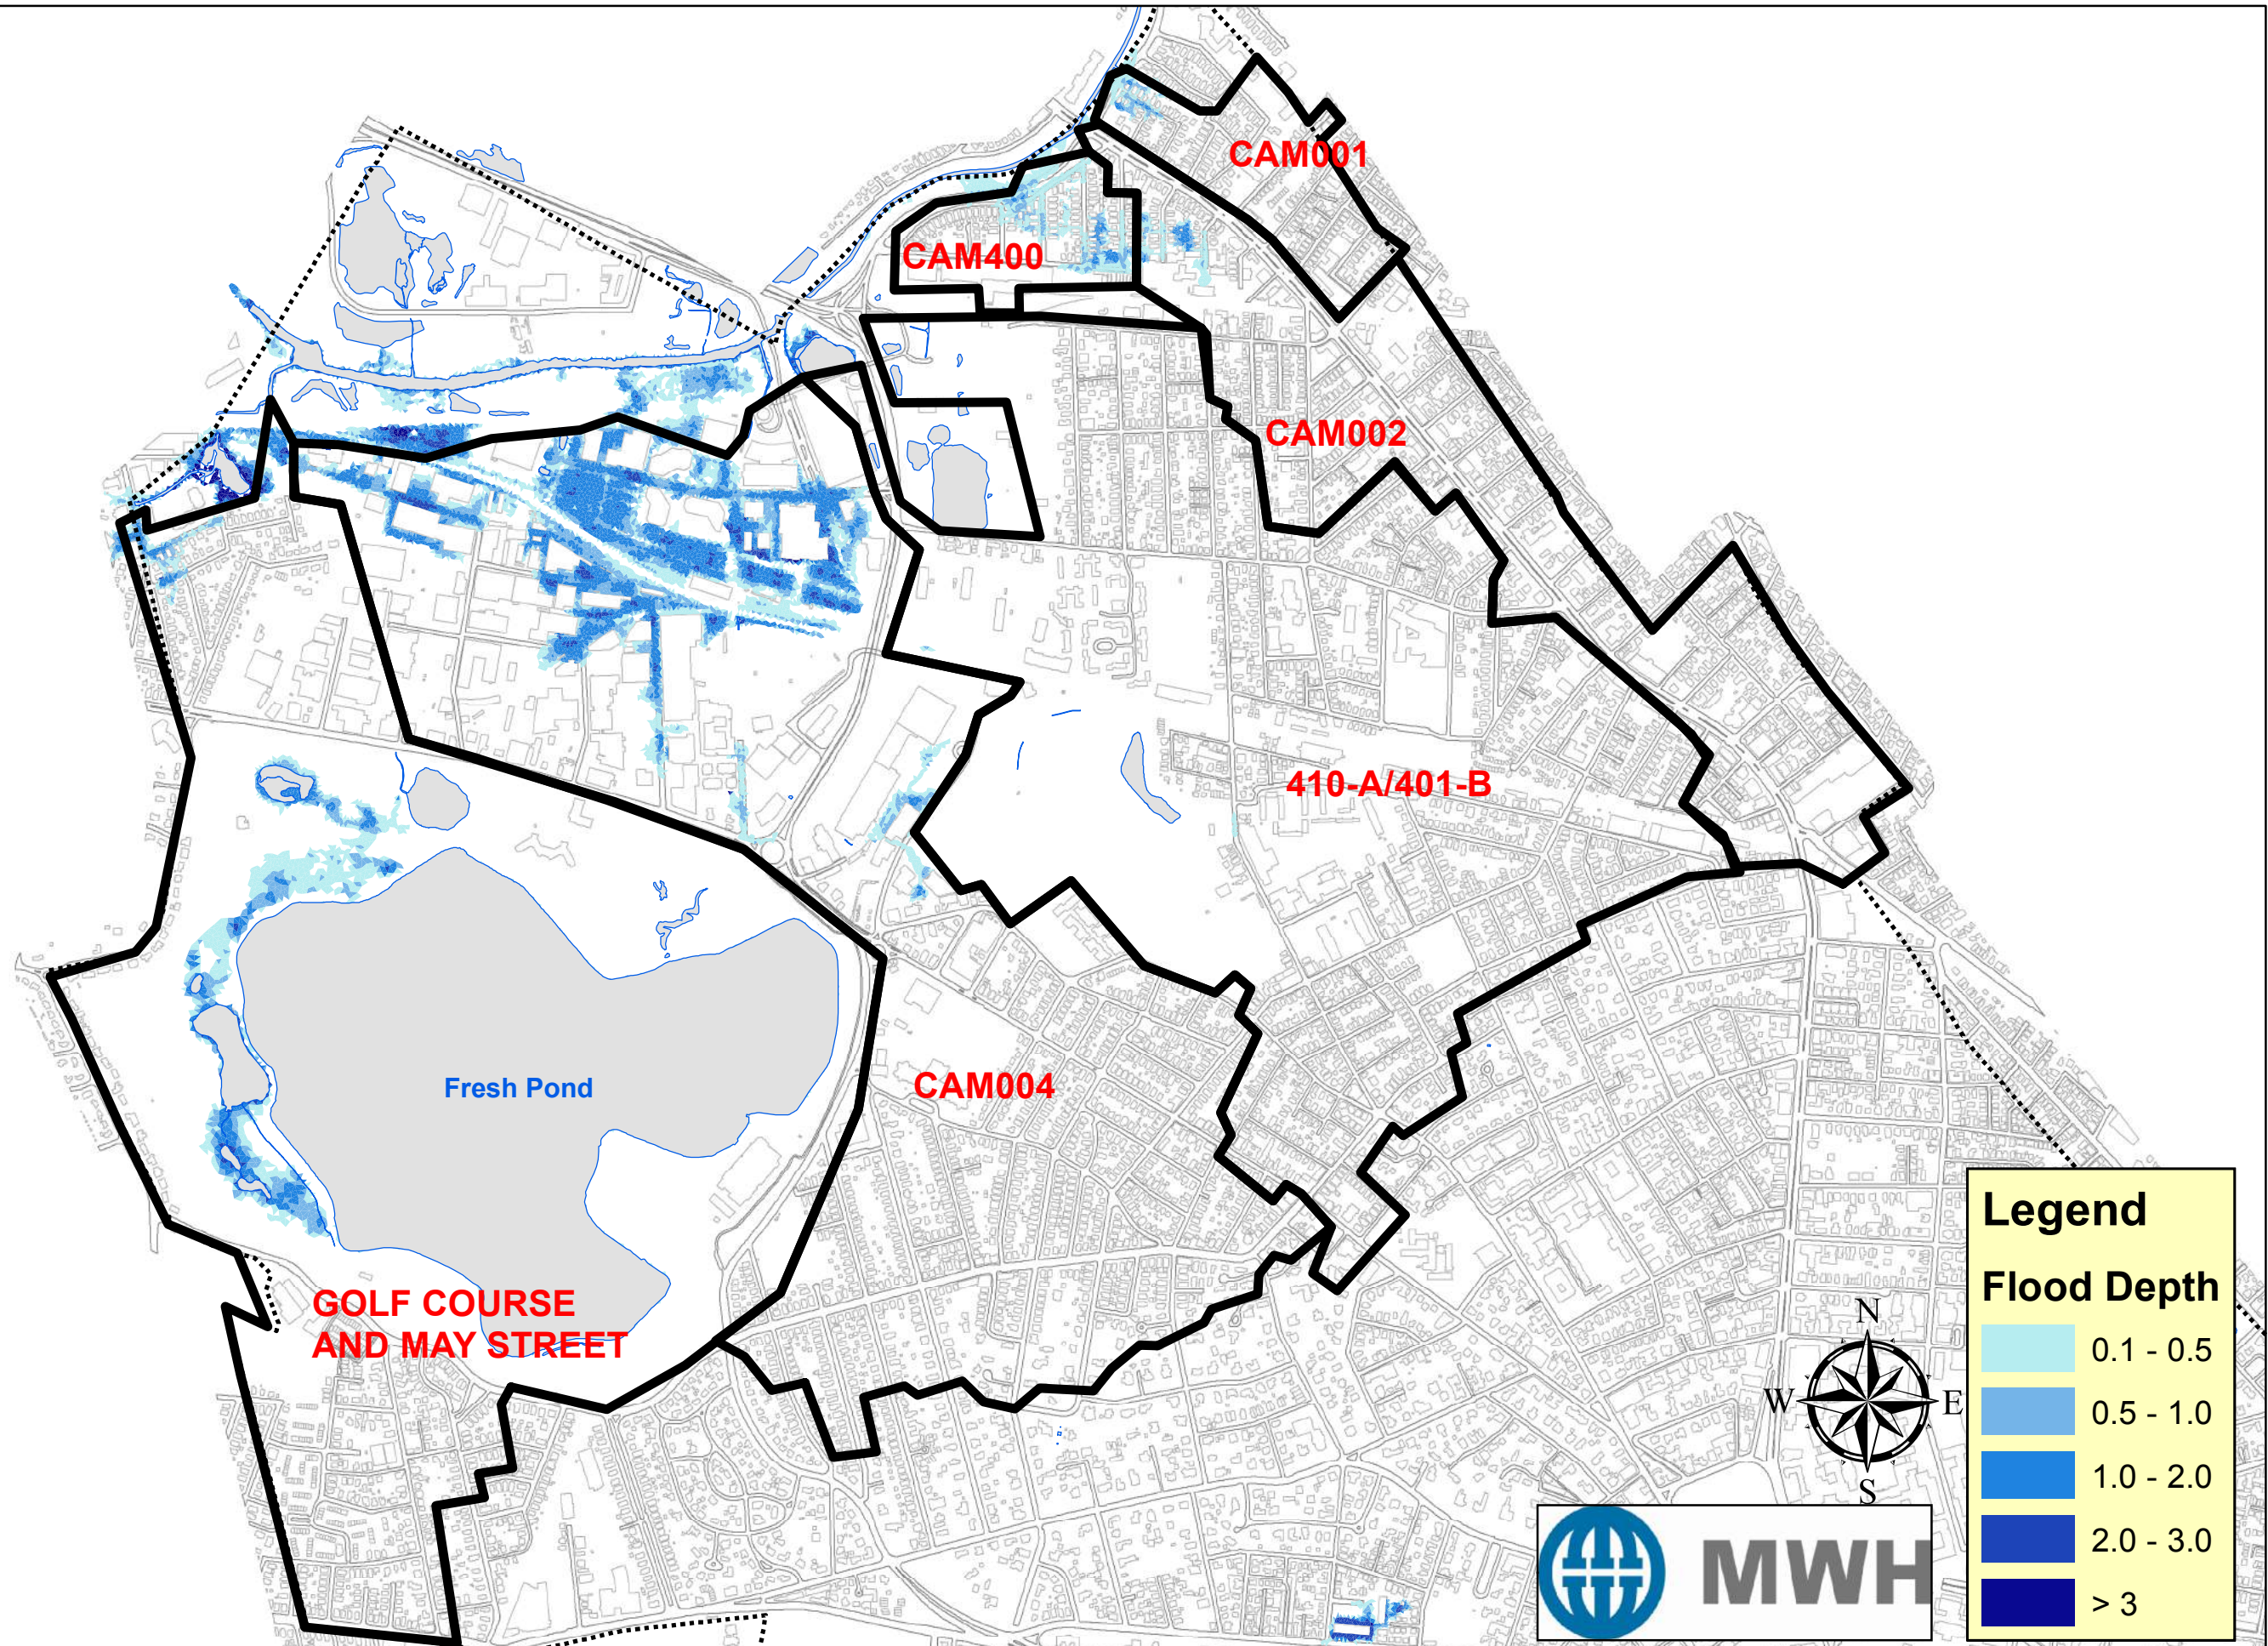 CAM001
CAM400
CAM002
410-A/401-B
Fresh Pond
CAM004
GOLF COURSE
AND MAY STREET
Legend
Flood Depth
0.1 - 0.5
0.5 - 1.0
1.0 - 2.0
2.0 - 3.0
> 3
N
W
E
S
MWH